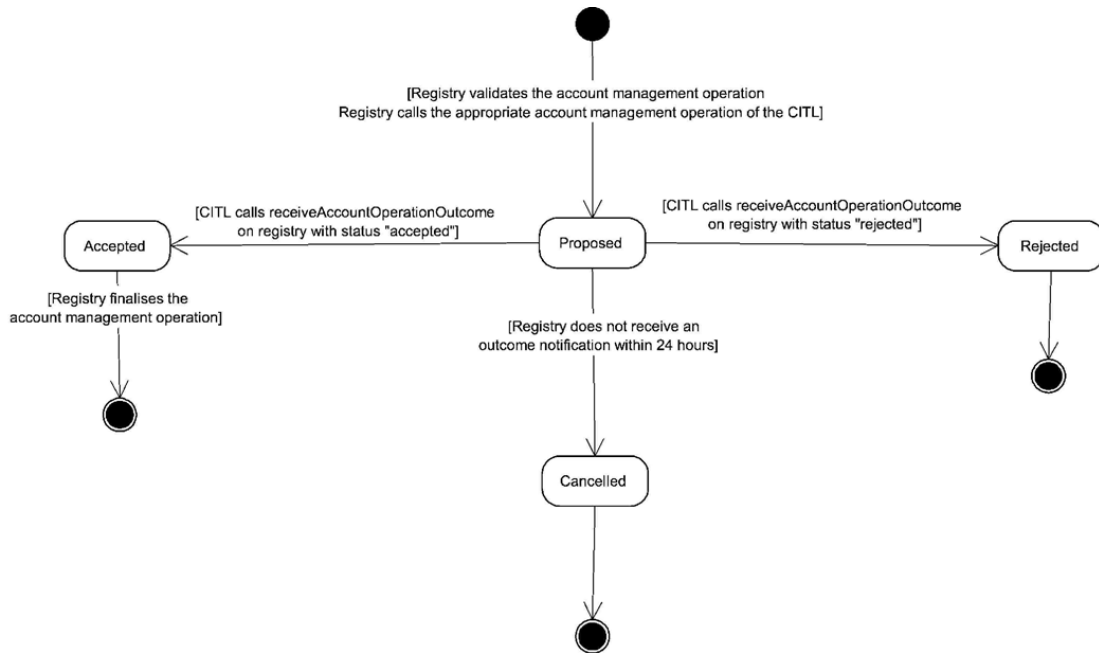 [Registry validates the account management operation
Registry calls the appropriate account management operation of the CITL]
[CITL calls receiveAccountOperationOutcome
on registry with status "accepted"]
[CITL calls receiveAccountOperationOutcome
on registry with status "rejected"]
Accepted
Proposed
Rejected
[Registry finalises the
account management operation]
[Registry does not receive an
outcome notification within 24 hours]
Cancelled